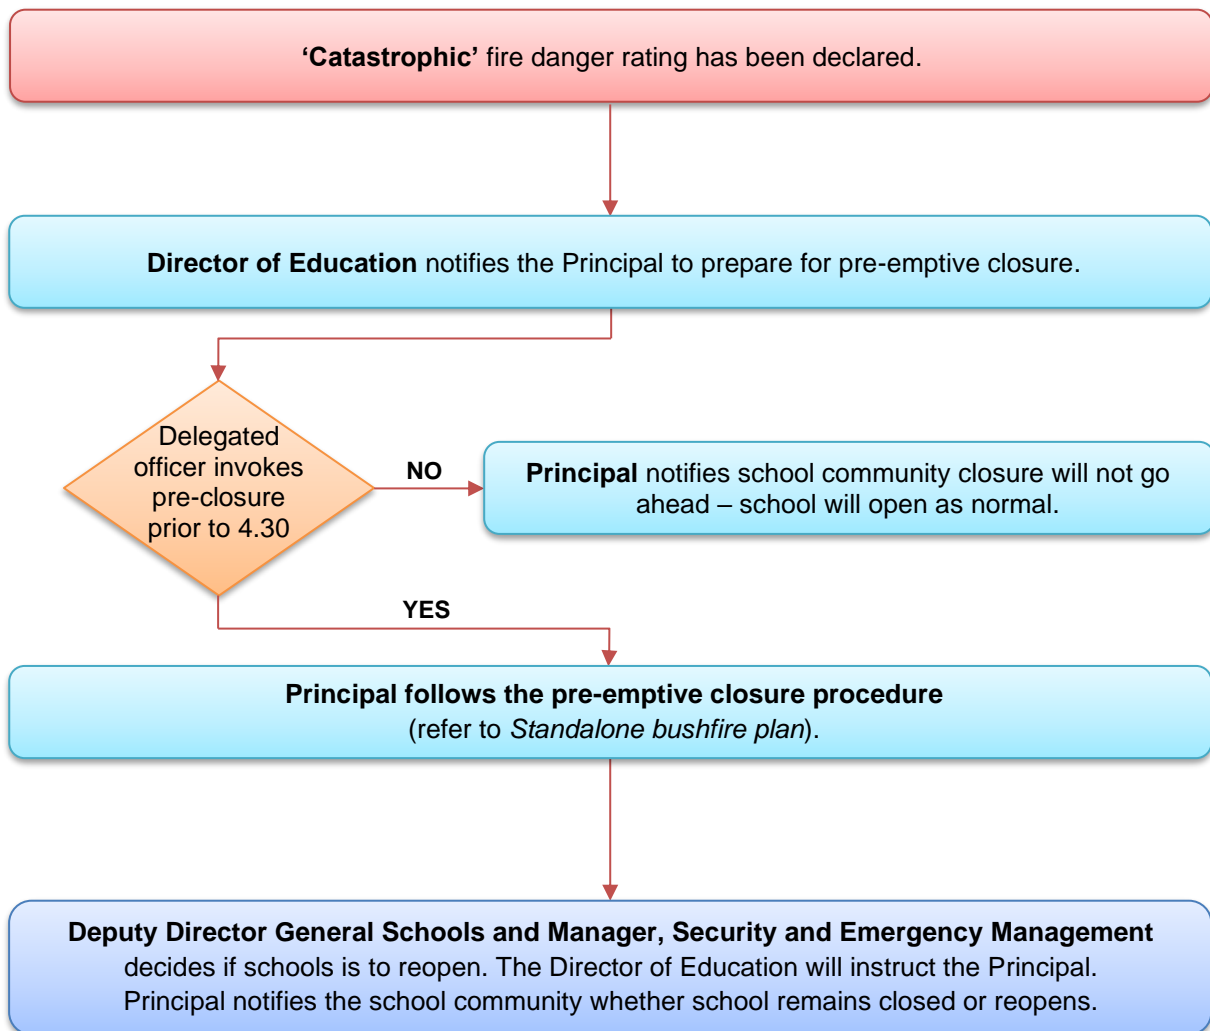 ‘Catastrophic’ fire danger rating has been declared.
Director of Education notifies the Principal to prepare for pre-emptive closure.
Delegated
officer invokes
pre-closure
prior to 4.30
NO
Principal notifies school community closure will not go
ahead – school will open as normal.
YES
Principal follows the pre-emptive closure procedure
(refer to Standalone bushfire plan).
Deputy Director General Schools and Manager, Security and Emergency Management
decides if schools is to reopen. The Director of Education will instruct the Principal.
Principal notifies the school community whether school remains closed or reopens.